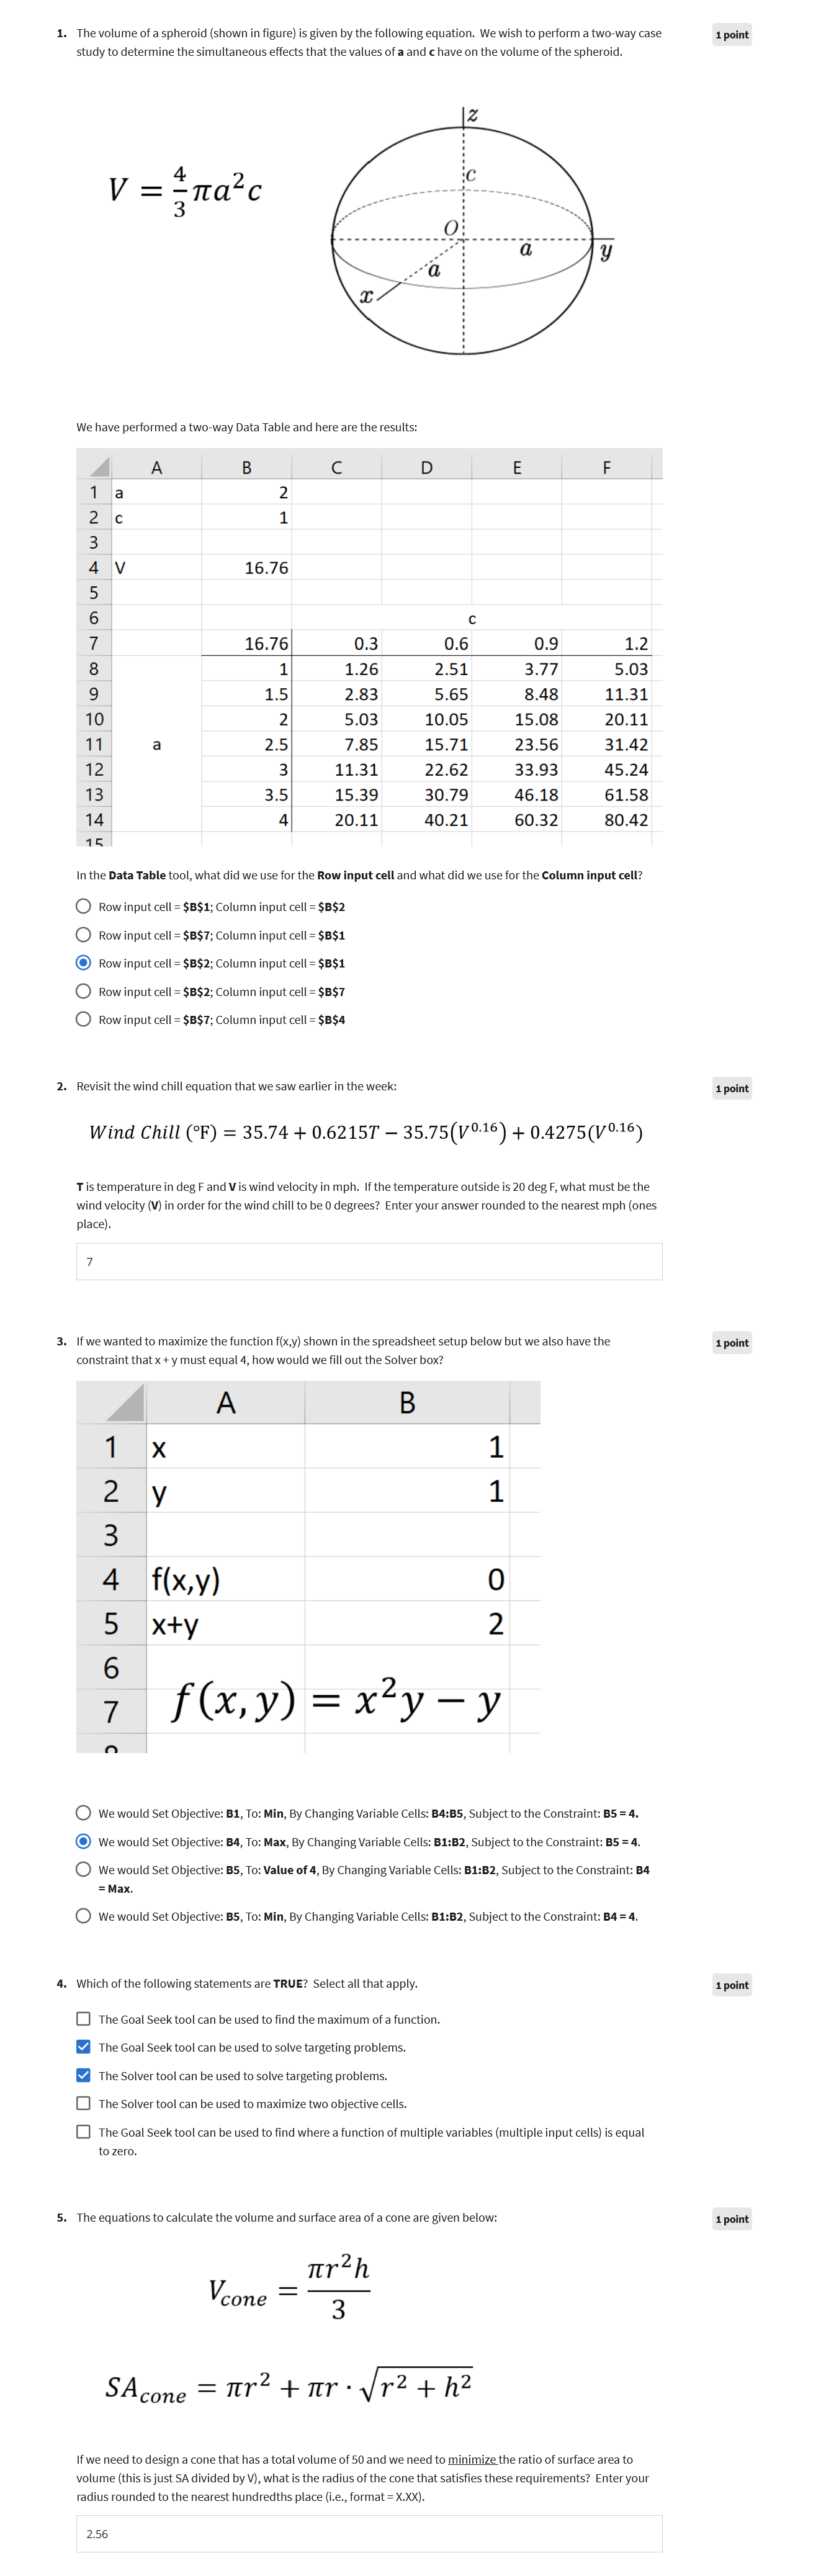 1. The volume of a spheroid (shown in figure) is given by the following equation. We wish to perform a two-way case
study to determine the simultaneous effects that the values of a and c have on the volume of the spheroid.
1 point
V = 4/3 πa²c
z
c
O
a
y
a
x
We have performed a two-way Data Table and here are the results:
A B C D E F
1 a 2
2 c 1
3
4 V 16.76
5
6 c
7 16.76 0.3 0.6 0.9 1.2
8 1 1.26 2.51 3.77 5.03
9 1.5 2.83 5.65 8.48 11.31
10 2 5.03 10.05 15.08 20.11
11 a 2.5 7.85 15.71 23.56 31.42
12 3 11.31 22.62 33.93 45.24
13 3.5 15.39 30.79 46.18 61.58
14 4 20.11 40.21 60.32 80.42
15
In the Data Table tool, what did we use for the Row input cell and what did we use for the Column input cell?
Row input cell = $B$1; Column input cell = $B$2
Row input cell = $B$7; Column input cell = $B$1
Row input cell = $B$2; Column input cell = $B$1
Row input cell = $B$2; Column input cell = $B$7
Row input cell = $B$7; Column input cell = $B$4
2. Revisit the wind chill equation that we saw earlier in the week:
1 point
Wind Chill (°F) = 35.74 + 0.6215T − 35.75(V^0.16) + 0.4275(V^0.16)
T is temperature in deg F and V is wind velocity in mph. If the temperature outside is 20 deg F, what must be the
wind velocity (V) in order for the wind chill to be 0 degrees? Enter your answer rounded to the nearest mph (ones
place).
7
3. If we wanted to maximize the function f(x,y) shown in the spreadsheet setup below but we also have the
constraint that x + y must equal 4, how would we fill out the Solver box?
1 point
A B
1 x 1
2 y 1
3
4 f(x,y) 0
5 x+y 2
6
7 f(x, y) = x²y − y
We would Set Objective: B1, To: Min, By Changing Variable Cells: B4:B5, Subject to the Constraint: B5 = 4.
We would Set Objective: B4, To: Max, By Changing Variable Cells: B1:B2, Subject to the Constraint: B5 = 4.
We would Set Objective: B5, To: Value of 4, By Changing Variable Cells: B1:B2, Subject to the Constraint: B4
= Max.
We would Set Objective: B5, To: Min, By Changing Variable Cells: B1:B2, Subject to the Constraint: B4 = 4.
4. Which of the following statements are TRUE? Select all that apply.
1 point
The Goal Seek tool can be used to find the maximum of a function.
The Goal Seek tool can be used to solve targeting problems.
The Solver tool can be used to solve targeting problems.
The Solver tool can be used to maximize two objective cells.
The Goal Seek tool can be used to find where a function of multiple variables (multiple input cells) is equal
to zero.
5. The equations to calculate the volume and surface area of a cone are given below:
1 point
V_cone = πr²h / 3
SA_cone = πr² + πr · √(r² + h²)
If we need to design a cone that has a total volume of 50 and we need to minimize the ratio of surface area to
volume (this is just SA divided by V), what is the radius of the cone that satisfies these requirements? Enter your
radius rounded to the nearest hundredths place (i.e., format = X.XX).
2.56